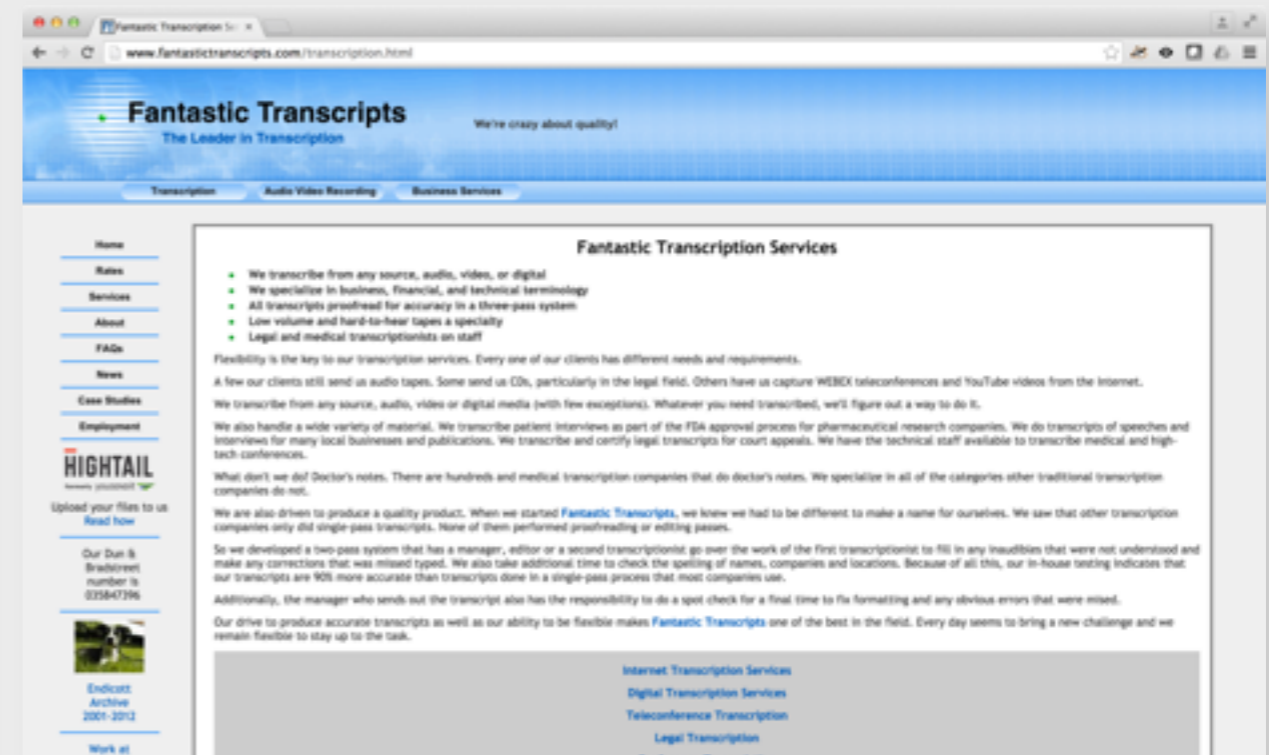 Fantastic Transcription Se
www.fantastictranscripts.com/transcription.html
Fantastic Transcripts
The Leader in Transcription
We're crazy about quality!
Transcription
Audio Video Recording
Business Services
Home
Rates
Services
About
FAQs
News
Case Studies
Employment
HIGHTAIL
formerly YOUSENDIT
Upload your files to us
Read how
Our Dun &
Bradstreet
number is
035847396
Endicott
Archive
2001-2012
Work at
Fantastic Transcription Services
We transcribe from any source, audio, video, or digital
We specialize in business, financial, and technical terminology
All transcripts proofread for accuracy in a three-pass system
Low volume and hard-to-hear tapes a specialty
Legal and medical transcriptionists on staff
Flexibility is the key to our transcription services. Every one of our clients has different needs and requirements.
A few our clients still send us audio tapes. Some send us CDs, particularly in the legal field. Others have us capture WEBEX teleconferences and YouTube videos from the Internet.
We transcribe from any source, audio, video or digital media (with few exceptions). Whatever you need transcribed, we'll figure out a way to do it.
We also handle a wide variety of material. We transcribe patient interviews as part of the FDA approval process for pharmaceutical research companies. We do transcripts of speeches and
interviews for many local businesses and publications. We transcribe and certify legal transcripts for court appeals. We have the technical staff available to transcribe medical and high-
tech conferences.
What don't we do? Doctor's notes. There are hundreds and medical transcription companies that do doctor's notes. We specialize in all of the categories other traditional transcription
companies do not.
We are also driven to produce a quality product. When we started Fantastic Transcripts, we knew we had to be different to make a name for ourselves. We saw that other transcription
companies only did single-pass transcripts. None of them performed proofreading or editing passes.
So we developed a two-pass system that has a manager, editor or a second transcriptionist go over the work of the first transcriptionist to fill in any inaudibles that were not understood and
make any corrections that was missed typed. We also take additional time to check the spelling of names, companies and locations. Because of all this, our in-house testing indicates that
our transcripts are 90% more accurate than transcripts done in a single-pass process that most companies use.
Additionally, the manager who sends out the transcript also has the responsibility to do a spot check for a final time to fix formatting and any obvious errors that were mised.
Our drive to produce accurate transcripts as well as our ability to be flexible makes Fantastic Transcripts one of the best in the field. Every day seems to bring a new challenge and we
remain flexible to stay up to the task.
Internet Transcription Services
Digital Transcription Services
Teleconference Transcription
Legal Transcription